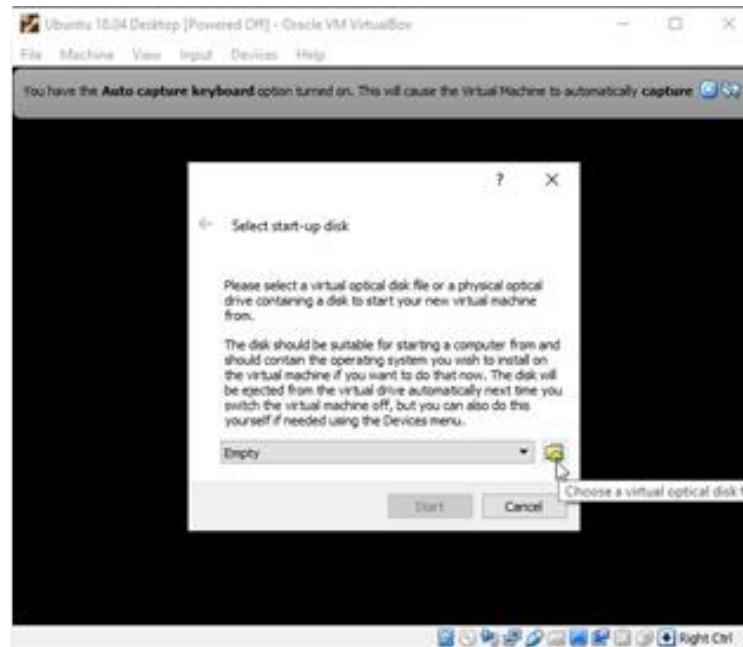 Ubuntu 18.04 Desktop [Powered Off] - Oracle VM VirtualBox
File Machine View Input Devices Help
You have the Auto capture keyboard option turned on. This will cause the Virtual Machine to automatically capture
? ×
Select start-up disk
Please select a virtual optical disk file or a physical optical
drive containing a disk to start your new virtual machine
from.
The disk should be suitable for starting a computer from and
should contain the operating system you wish to install on
the virtual machine if you want to do that now. The disk will
be ejected from the virtual drive automatically next time you
switch the virtual machine off, but you can also do this
yourself if needed using the Devices menu.
Empty
Choose a virtual optical disk f
Start Cancel
Right Ctrl